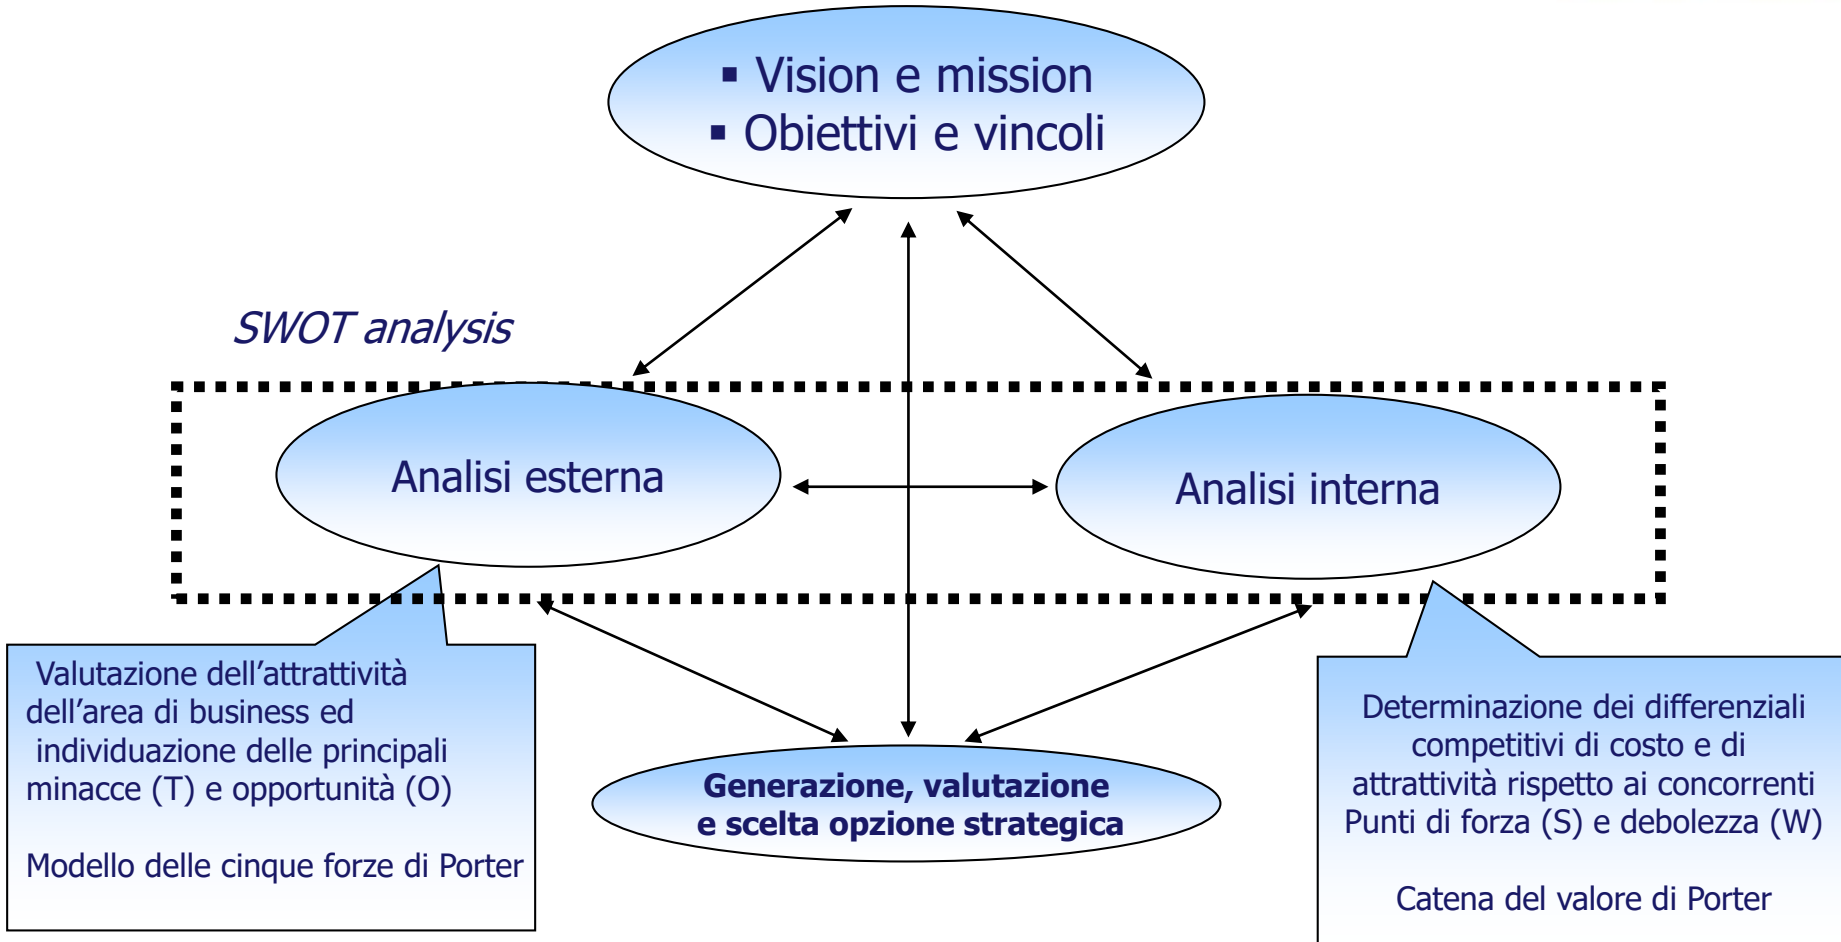 ▪ Vision e mission
▪ Obiettivi e vincoli
SWOT analysis
Analisi esterna
Analisi interna
Valutazione dell’attrattività
dell’area di business ed
individuazione delle principali
minacce (T) e opportunità (O)
Modello delle cinque forze di Porter
Generazione, valutazione
e scelta opzione strategica
Determinazione dei differenziali
competitivi di costo e di
attrattività rispetto ai concorrenti
Punti di forza (S) e debolezza (W)
Catena del valore di Porter